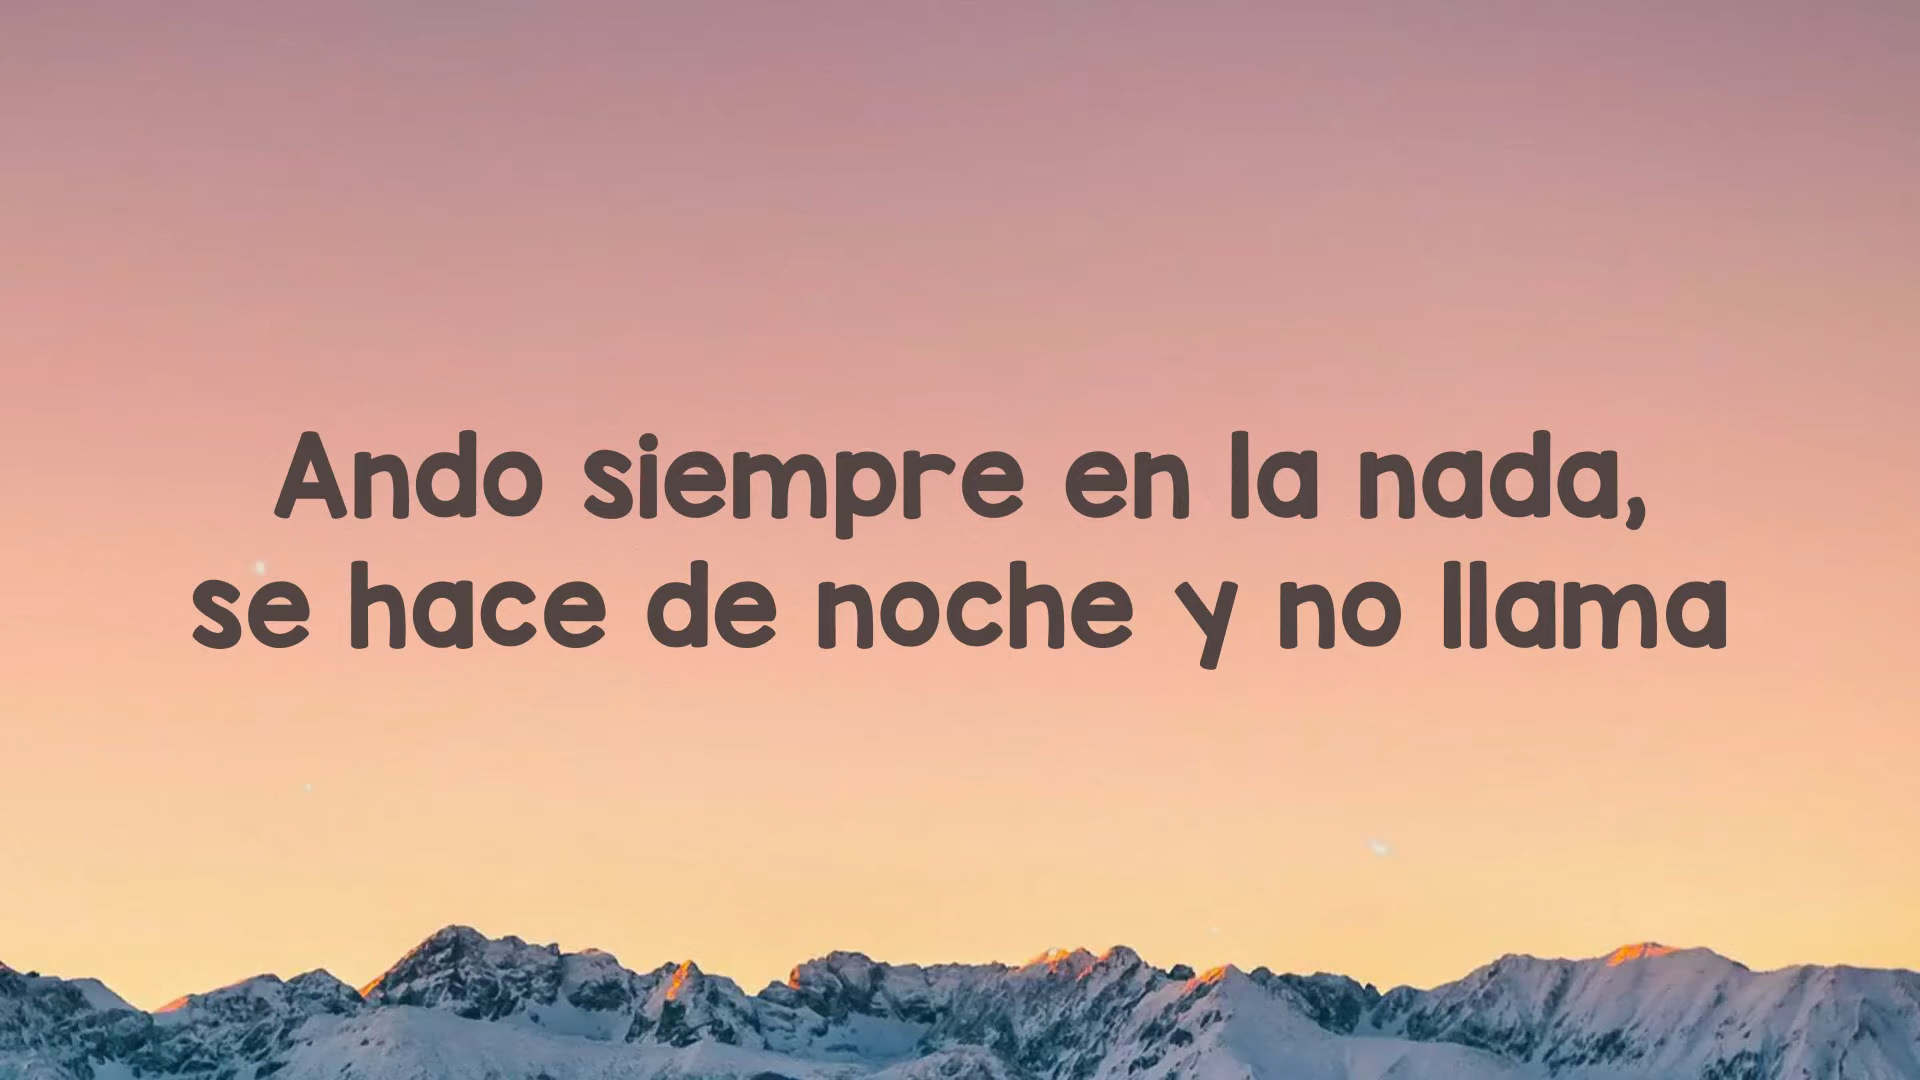 Ando siempre en la nada,
se hace de noche y no llama